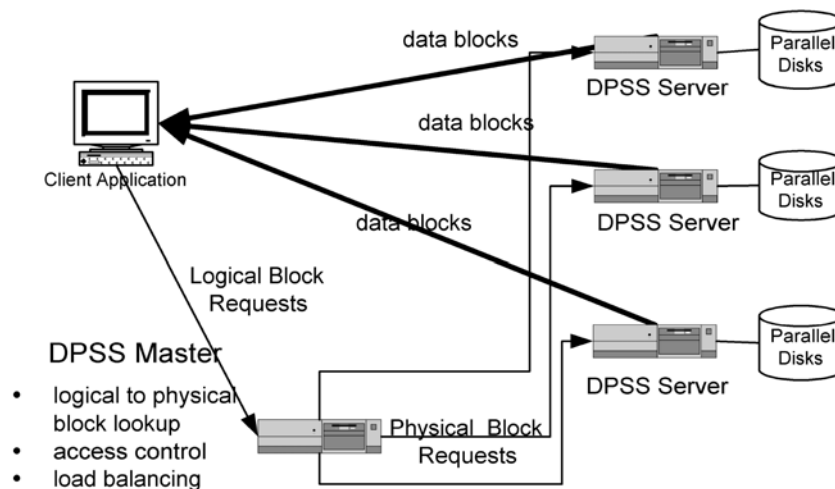 data blocks
Parallel
Disks
DPSS Server
data blocks
Client Application
Parallel
Disks
DPSS Server
data blocks
Logical Block
Requests
DPSS Master
Parallel
Disks
DPSS Server
• logical to physical
block lookup
• access control
• load balancing
Physical Block
Requests